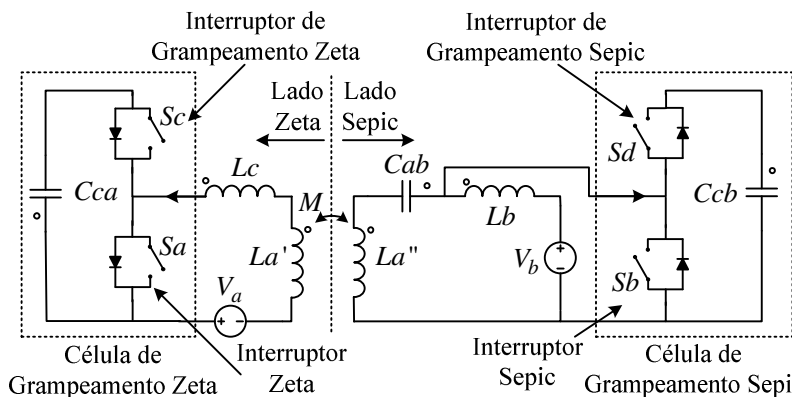 Interruptor de
Grampeamento Zeta
Interruptor de
Grampeamento Sepic
Lado
Zeta
Lado
Sepic
Sc
Cca
Sa
Lc
M
La'
La"
Va
Cab
Lb
Vb
Sd
Ccb
Sb
Célula de
Grampeamento Zeta
Interruptor
Zeta
Interruptor
Sepic
Célula de
Grampeamento Sepi